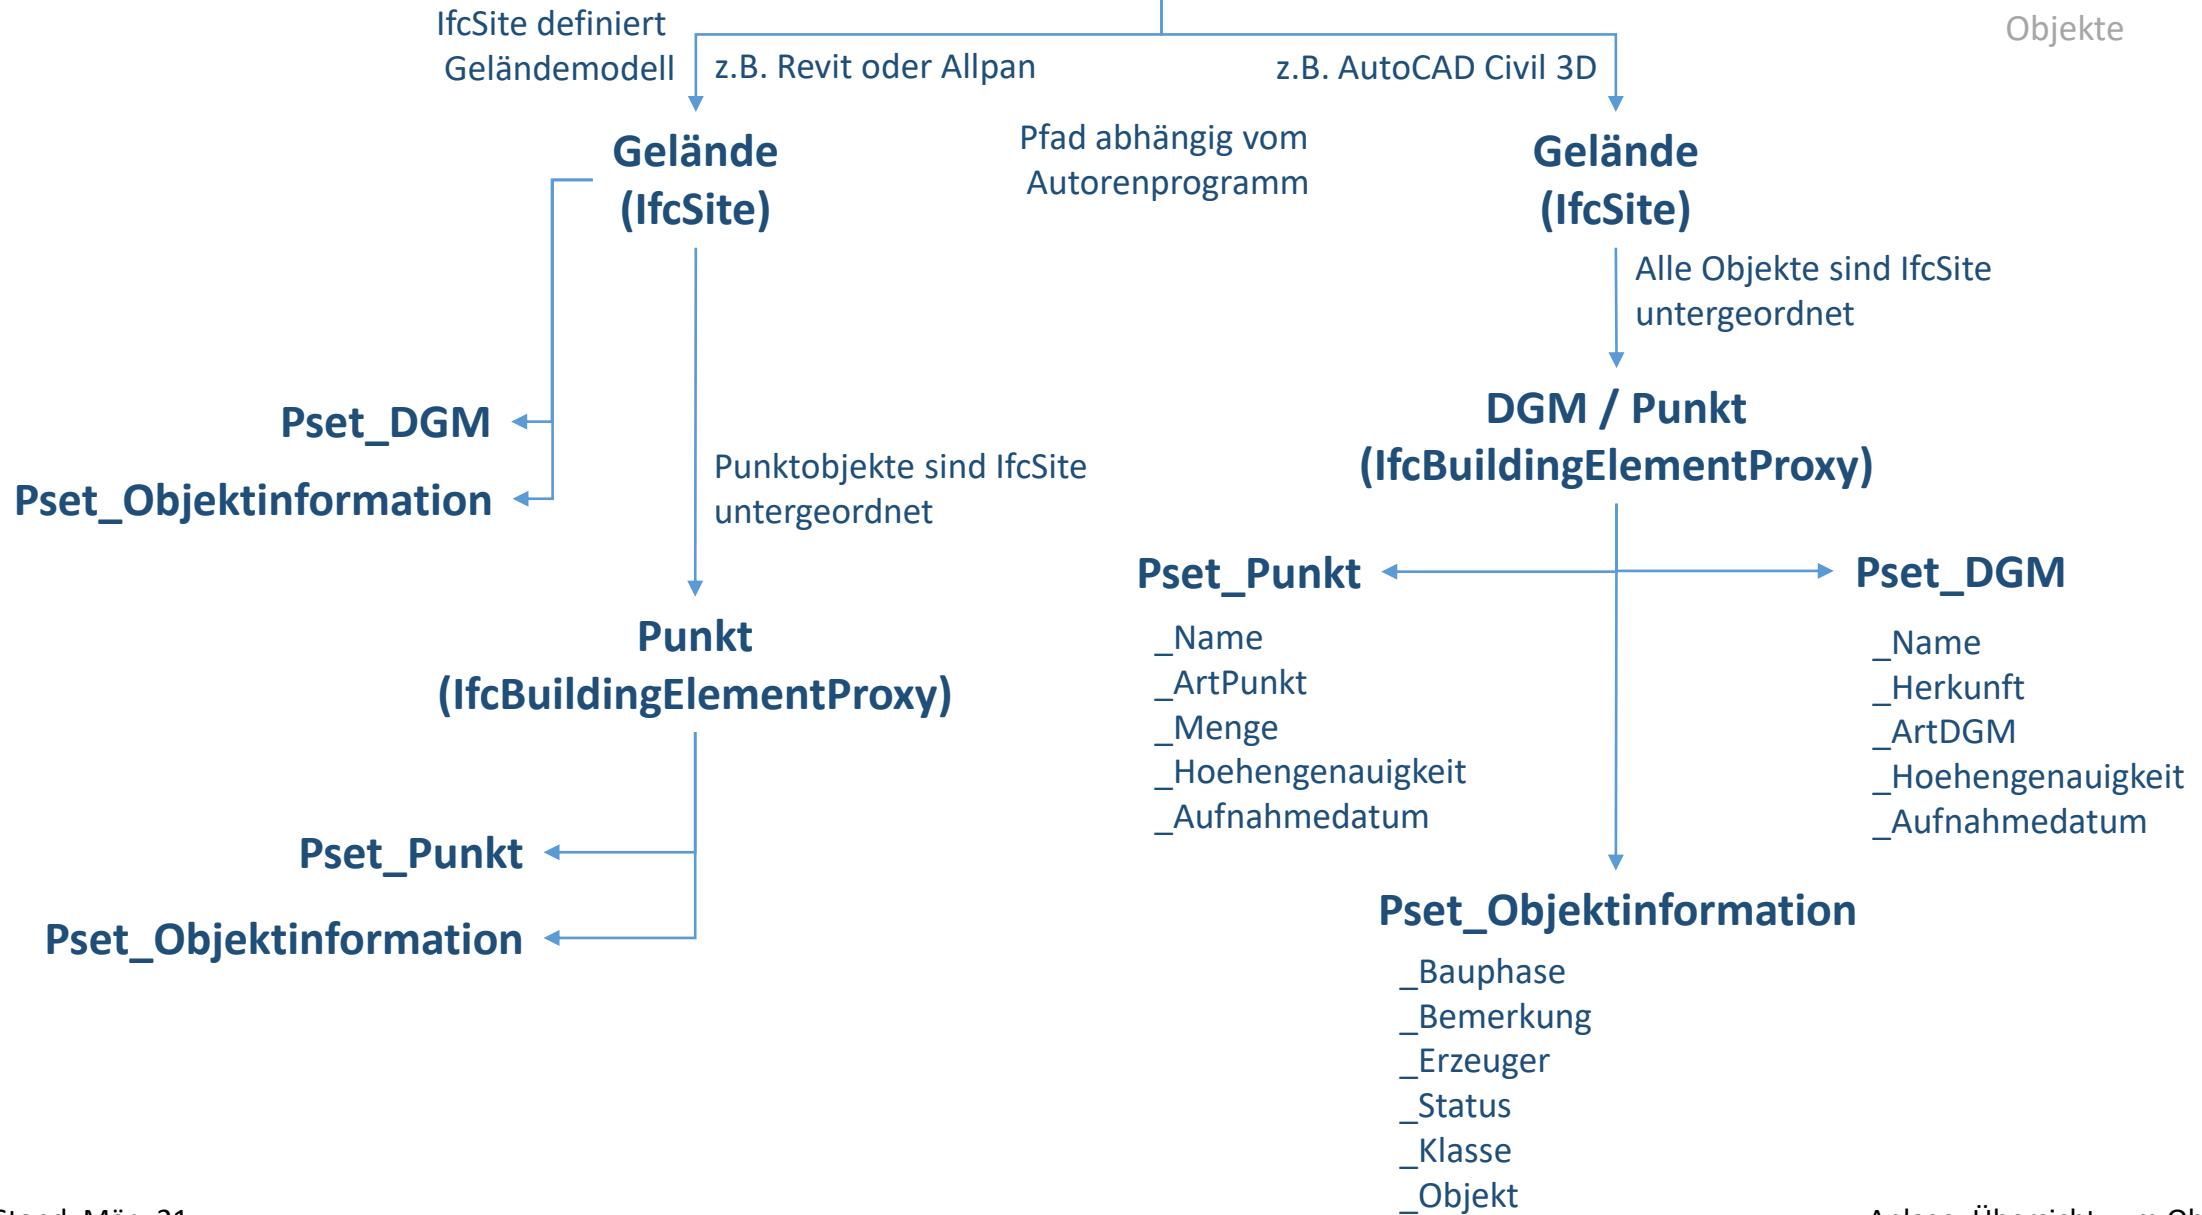 IfcSite definiert
Geländemodell
z.B. Revit oder Allpan
z.B. AutoCAD Civil 3D
Objekte
Pfad abhängig vom
Autorenprogramm
Gelände
(IfcSite)
Gelände
(IfcSite)
Alle Objekte sind IfcSite
untergeordnet
Pset_DGM
Pset_Objektinformation
Punktobjekte sind IfcSite
untergeordnet
DGM / Punkt
(IfcBuildingElementProxy)
Punkt
(IfcBuildingElementProxy)
Pset_Punkt
Pset_Objektinformation
Pset_Punkt
_Name
_ArtPunkt
_Menge
_Hoehengenauigkeit
_Aufnahmedatum
Pset_DGM
_Name
_Herkunft
_ArtDGM
_Hoehengenauigkeit
_Aufnahmedatum
Pset_Objektinformation
_Bauphase
_Bemerkung
_Erzeuger
_Status
_Klasse
_Objekt